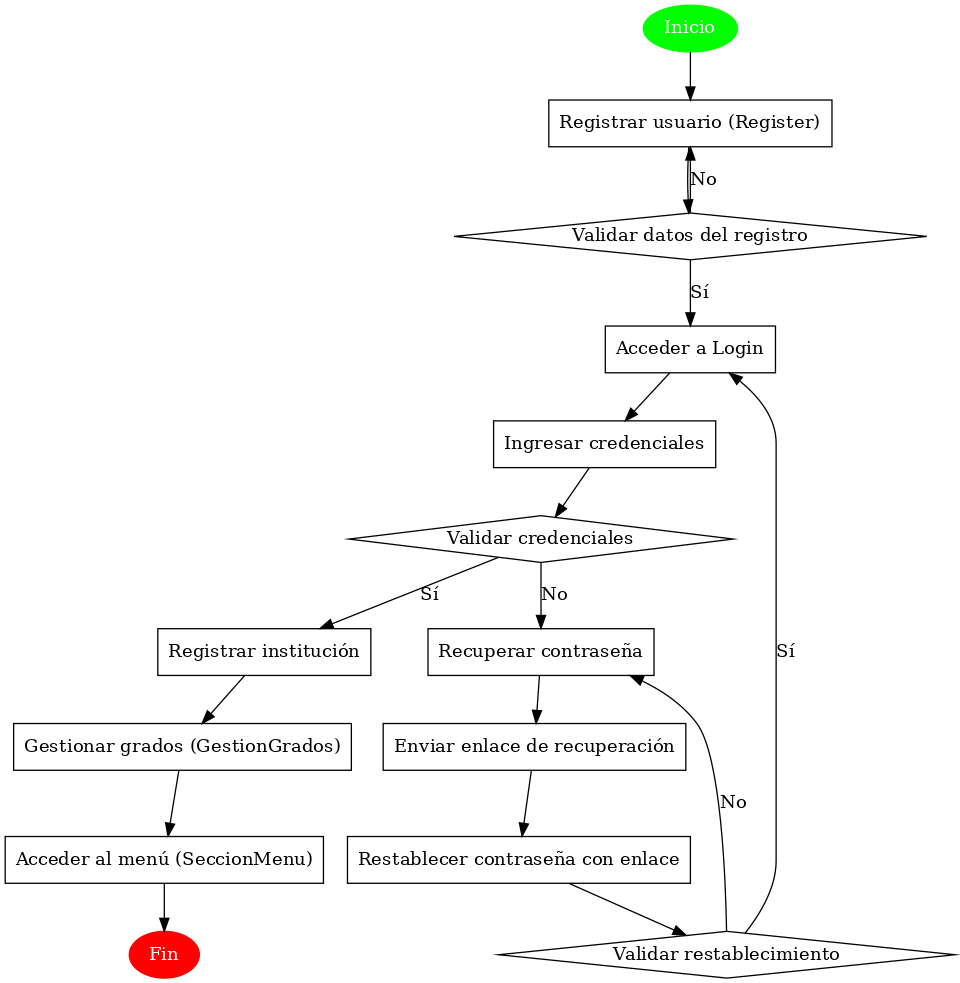 Inicio
Registrar usuario (Register)
No
Validar datos del registro
Sí
Acceder a Login
Ingresar credenciales
Validar credenciales
Sí
No
Registrar institución
Recuperar contraseña
Sí
Gestionar grados (GestionGrados)
Enviar enlace de recuperación
No
Acceder al menú (SeccionMenu)
Restablecer contraseña con enlace
Fin
Validar restablecimiento